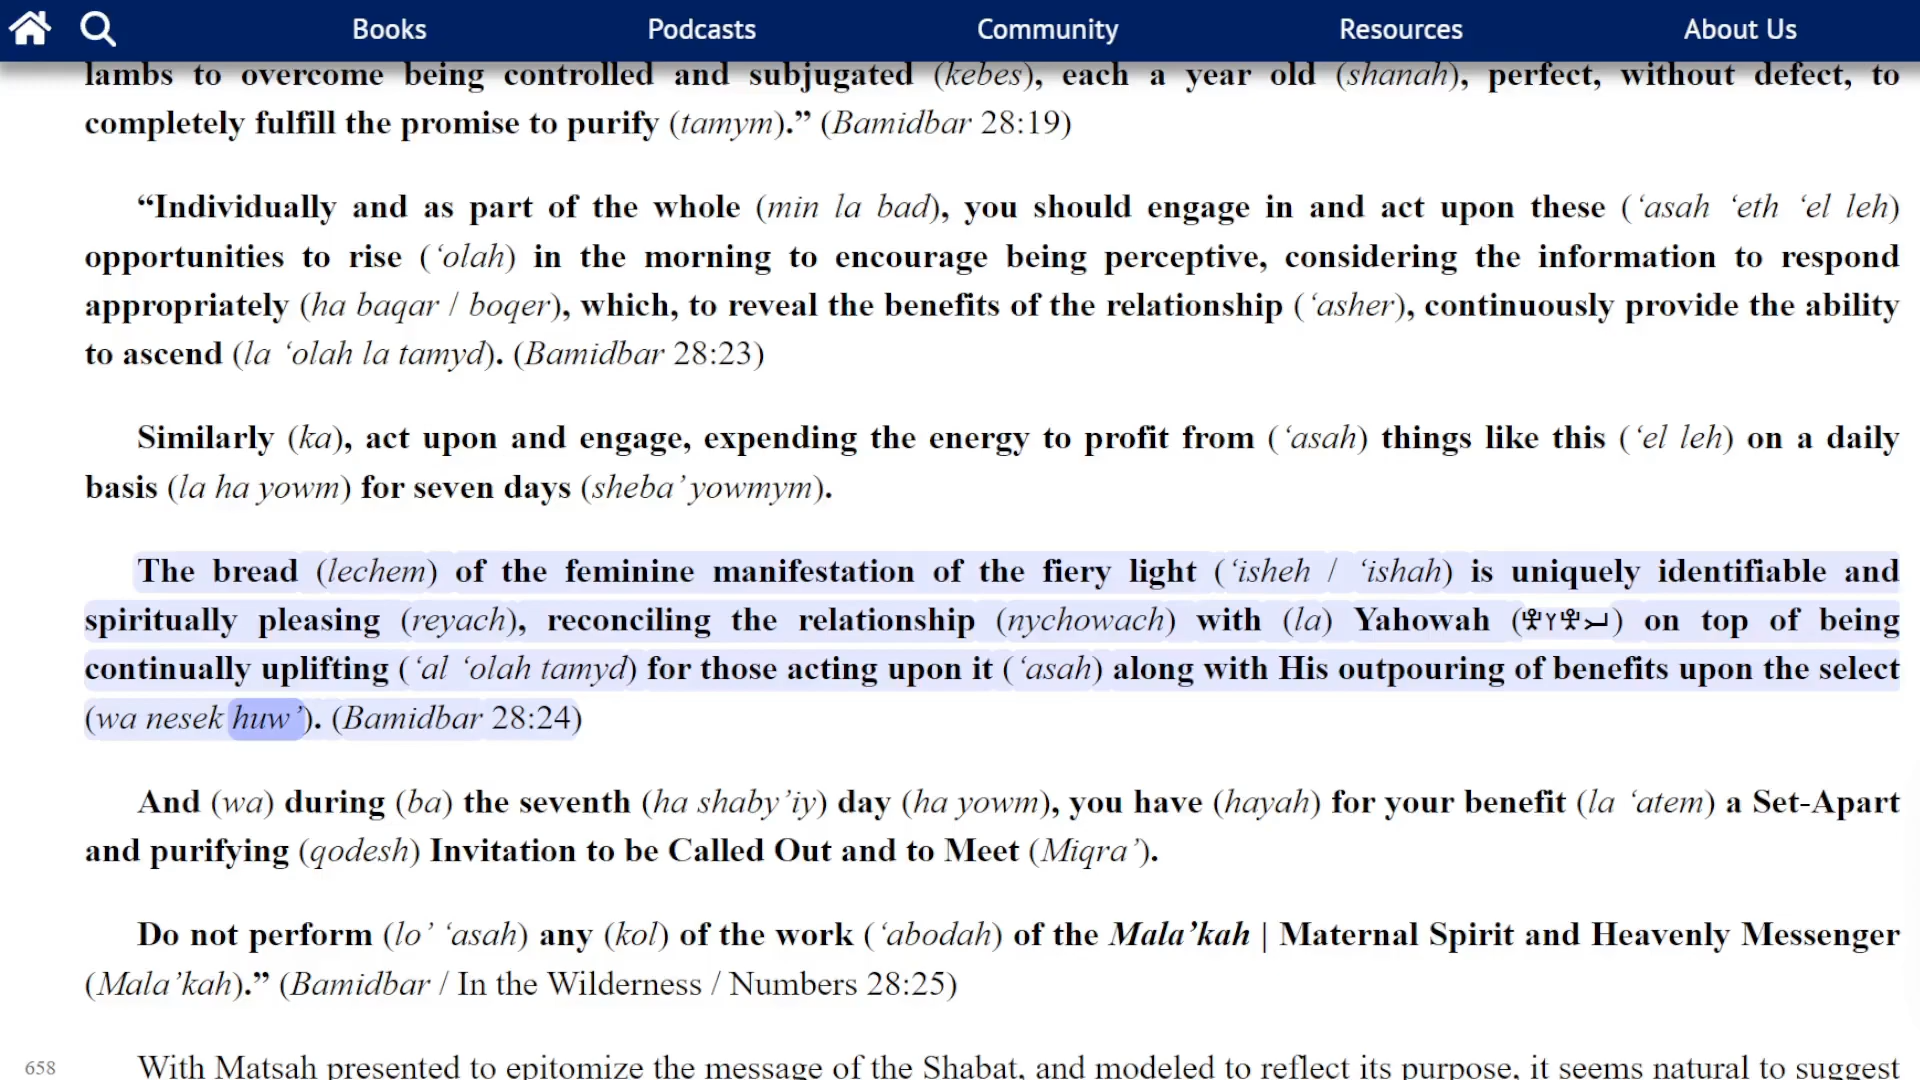 Books Podcasts Community Resources About Us
lambs to overcome being controlled and subjugated (kebes), each a year old (shanah), perfect, without defect, to
completely fulfill the promise to purify (tamym).” (Bamidbar 28:19)
“Individually and as part of the whole (min la bad), you should engage in and act upon these (‘asah ‘eth ‘el leh)
opportunities to rise (‘olah) in the morning to encourage being perceptive, considering the information to respond
appropriately (ha baqar / boqer), which, to reveal the benefits of the relationship (‘asher), continuously provide the ability
to ascend (la ‘olah la tamyd). (Bamidbar 28:23)
Similarly (ka), act upon and engage, expending the energy to profit from (‘asah) things like this (‘el leh) on a daily
basis (la ha yowm) for seven days (sheba’ yowmym).
The bread (lechem) of the feminine manifestation of the fiery light (‘isheh / ‘ishah) is uniquely identifiable and
spiritually pleasing (reyach), reconciling the relationship (nychowach) with (la) Yahowah () on top of being
continually uplifting (‘al ‘olah tamyd) for those acting upon it (‘asah) along with His outpouring of benefits upon the select
(wa nesek huw’). (Bamidbar 28:24)
And (wa) during (ba) the seventh (ha shaby’iy) day (ha yowm), you have (hayah) for your benefit (la ‘atem) a Set-Apart
and purifying (qodesh) Invitation to be Called Out and to Meet (Miqra’).
Do not perform (lo’ ‘asah) any (kol) of the work (‘abodah) of the Mala’kah | Maternal Spirit and Heavenly Messenger
(Mala’kah).” (Bamidbar / In the Wilderness / Numbers 28:25)
658 With Matsah presented to epitomize the message of the Shabat, and modeled to reflect its purpose, it seems natural to suggest